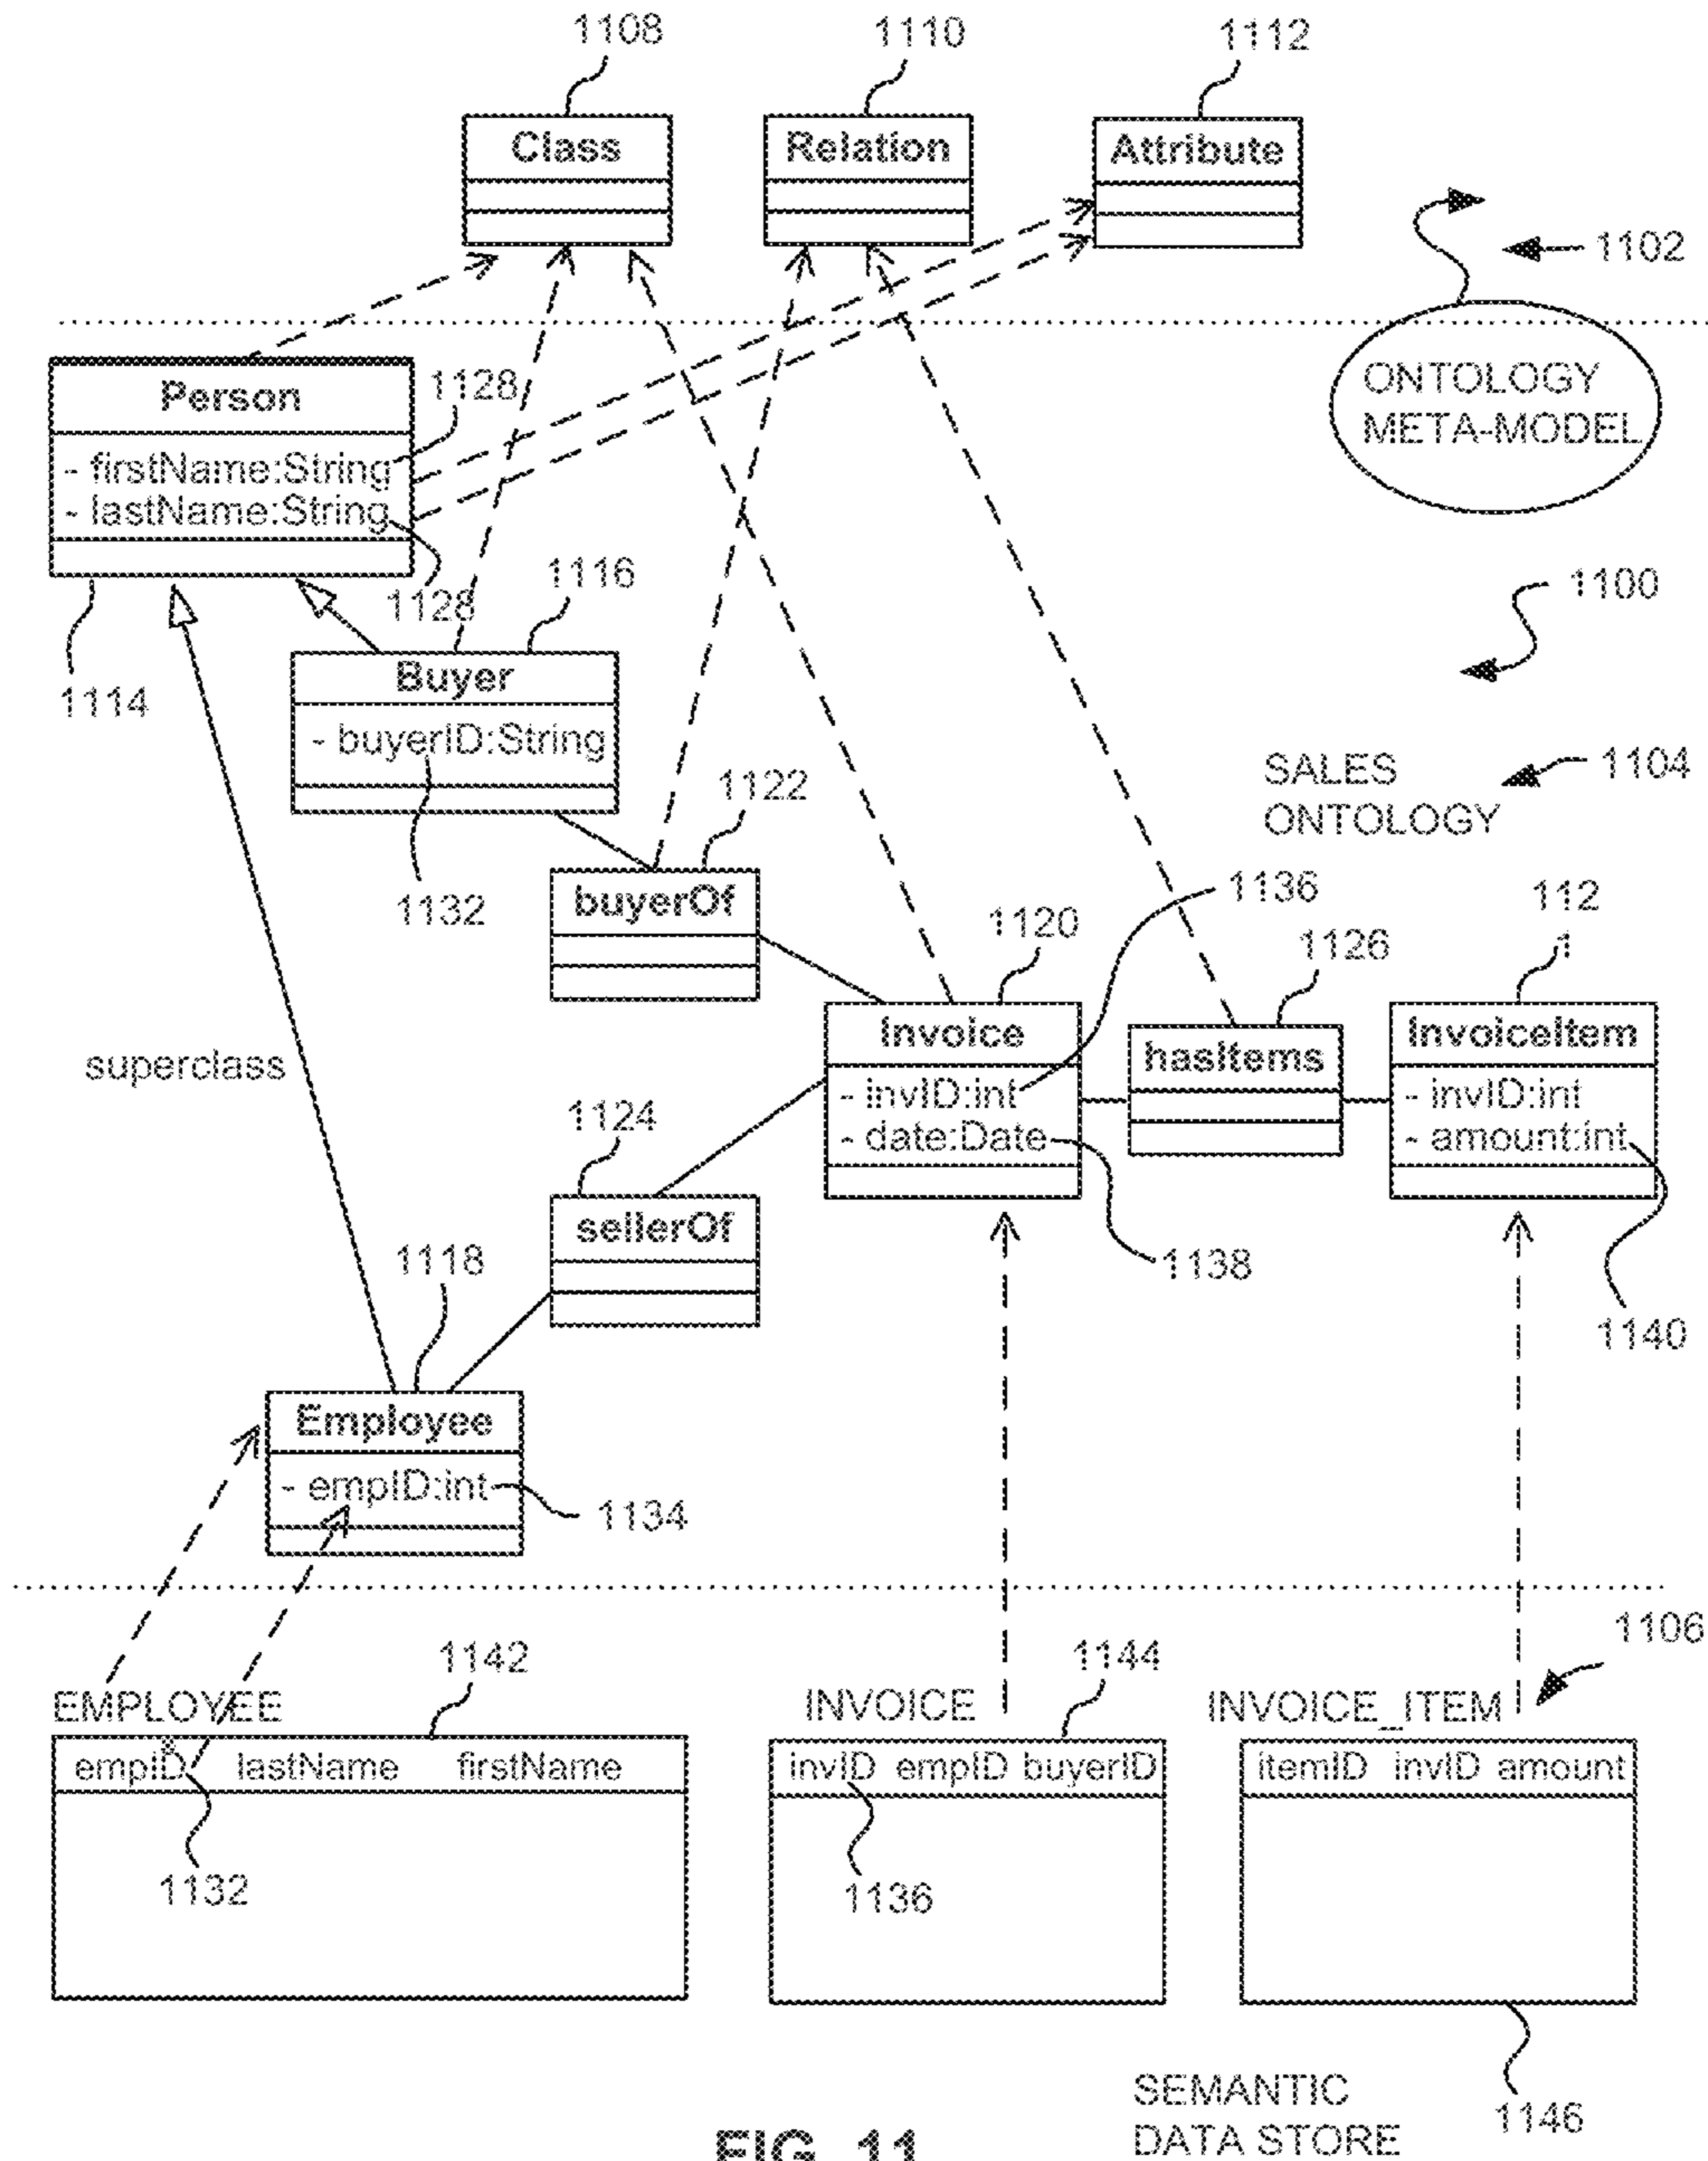 1108
1110
1112
Class
Relation
Attribute
1102
ONTOLOGY
META-MODEL
Person
1128
- firstName:String
- lastName:String
1128
1116
1100
1114
Buyer
- buyerID:String
1122
SALES
ONTOLOGY
1104
1132
buyerOf
1136
1120
1126
112
1
Invoice
- invID:int
- date:Date
hasItems
InvoiceItem
- invID:int
- amount:int
superclass
1124
sellerOf
1118
1138
1140
Employee
- empID:int
1134
1106
1142
1144
EMPLOYEE
INVOICE
INVOICE_ITEM
empID lastName firstName
invID empID buyerID
itemID invID amount
1132
1136
SEMANTIC
DATA STORE
1146
FIG. 11